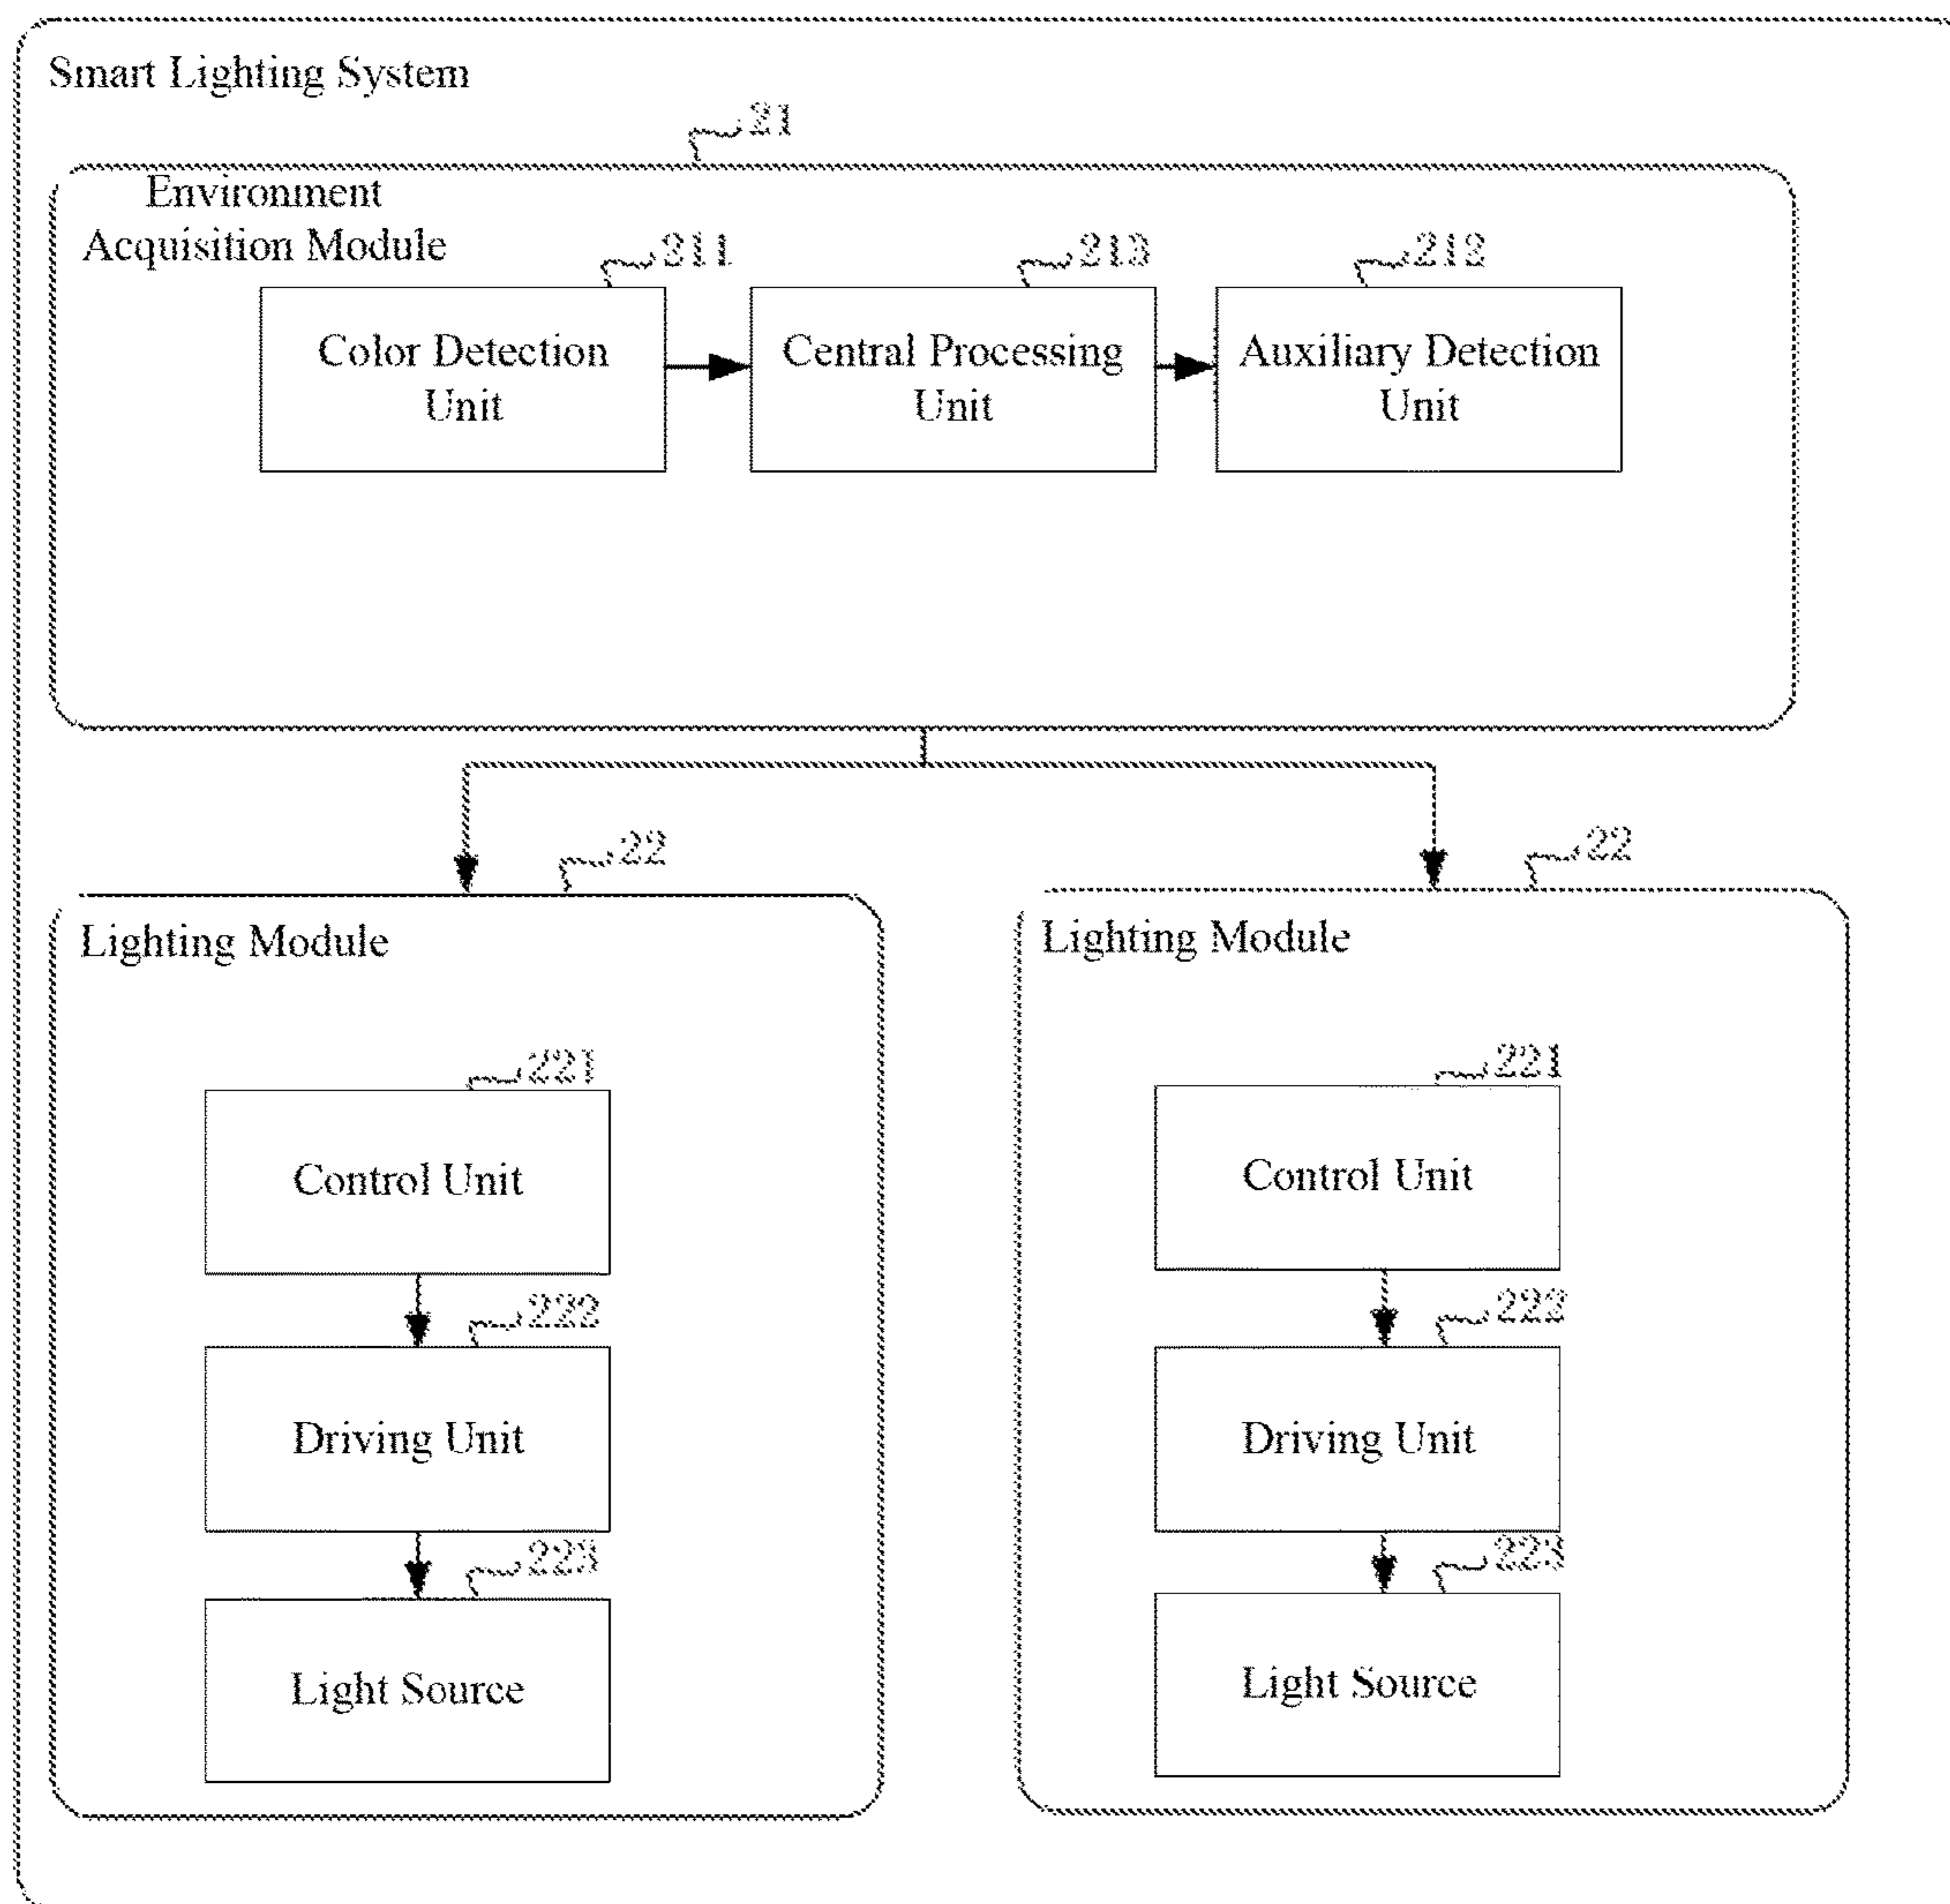 Smart Lighting System
21
Environment
Acquisition Module
211
213
212
Color Detection
Unit
Central Processing
Unit
Auxiliary Detection
Unit
22
22
Lighting Module
Lighting Module
221
221
Control Unit
Control Unit
222
222
Driving Unit
Driving Unit
223
223
Light Source
Light Source